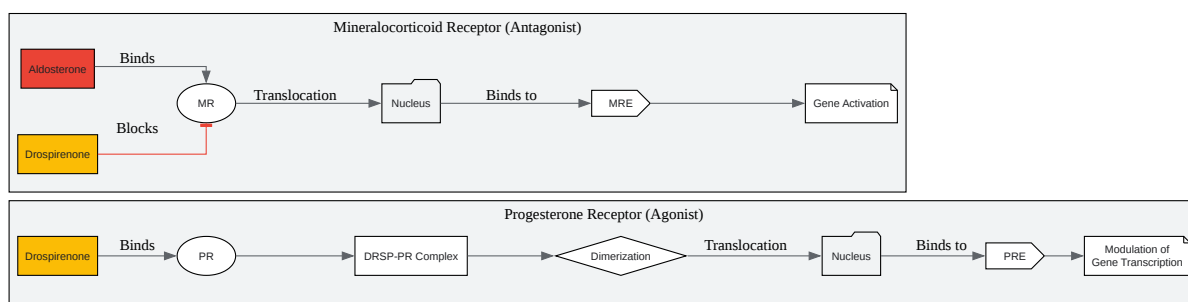 Mineralocorticoid Receptor (Antagonist)
Aldosterone
Binds
MR
Translocation
Nucleus
Binds to
MRE
Gene Activation
Blocks
Drospirenone
Progesterone Receptor (Agonist)
Drospirenone
Binds
PR
DRSP-PR Complex
Dimerization
Translocation
Nucleus
Binds to
PRE
Modulation of
Gene Transcription